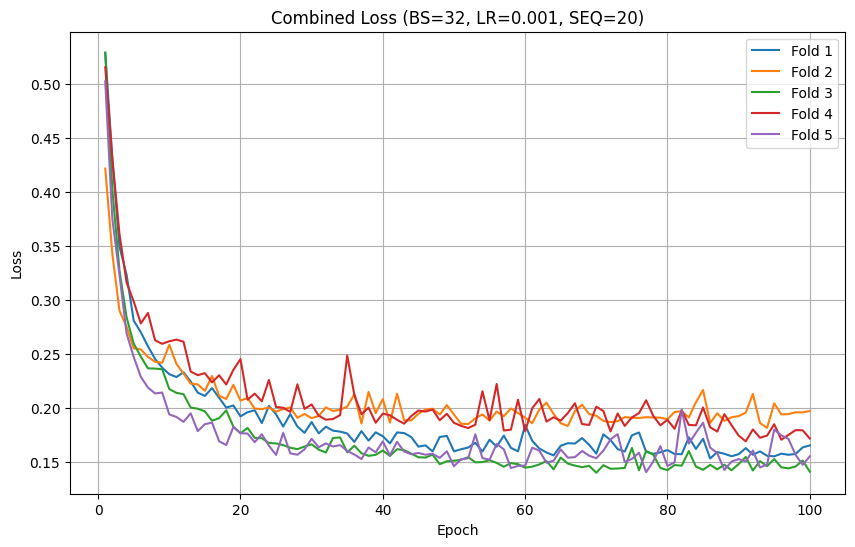 Combined Loss (BS=32, LR=0.001, SEQ=20)
Fold 1
Fold 2
Fold 3
Fold 4
Fold 5
Loss
0.50
0.45
0.40
0.35
0.30
0.25
0.20
0.15
0
20
40
60
80
100
Epoch